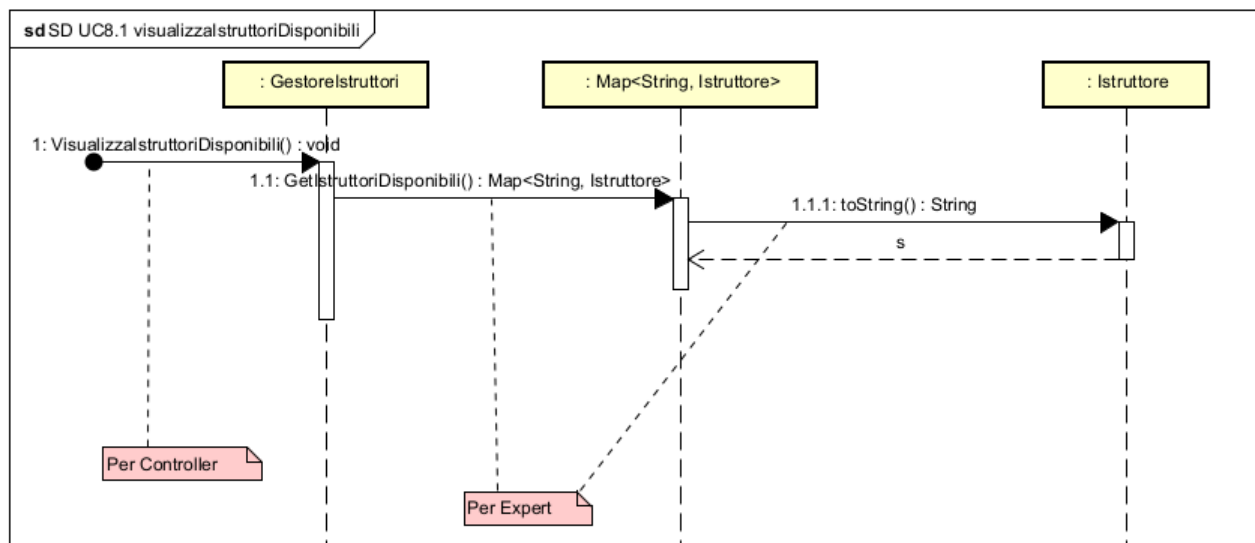 sd SD UC8.1 visualizzaIstruttoriDisponibili
: GestoreIstruttori
: Map<String, Istruttore>
: Istruttore
1: VisualizzaIstruttoriDisponibili() : void
1.1: GetIstruttoriDisponibili() : Map<String, Istruttore>
1.1.1: toString() : String
s
Per Controller
Per Expert